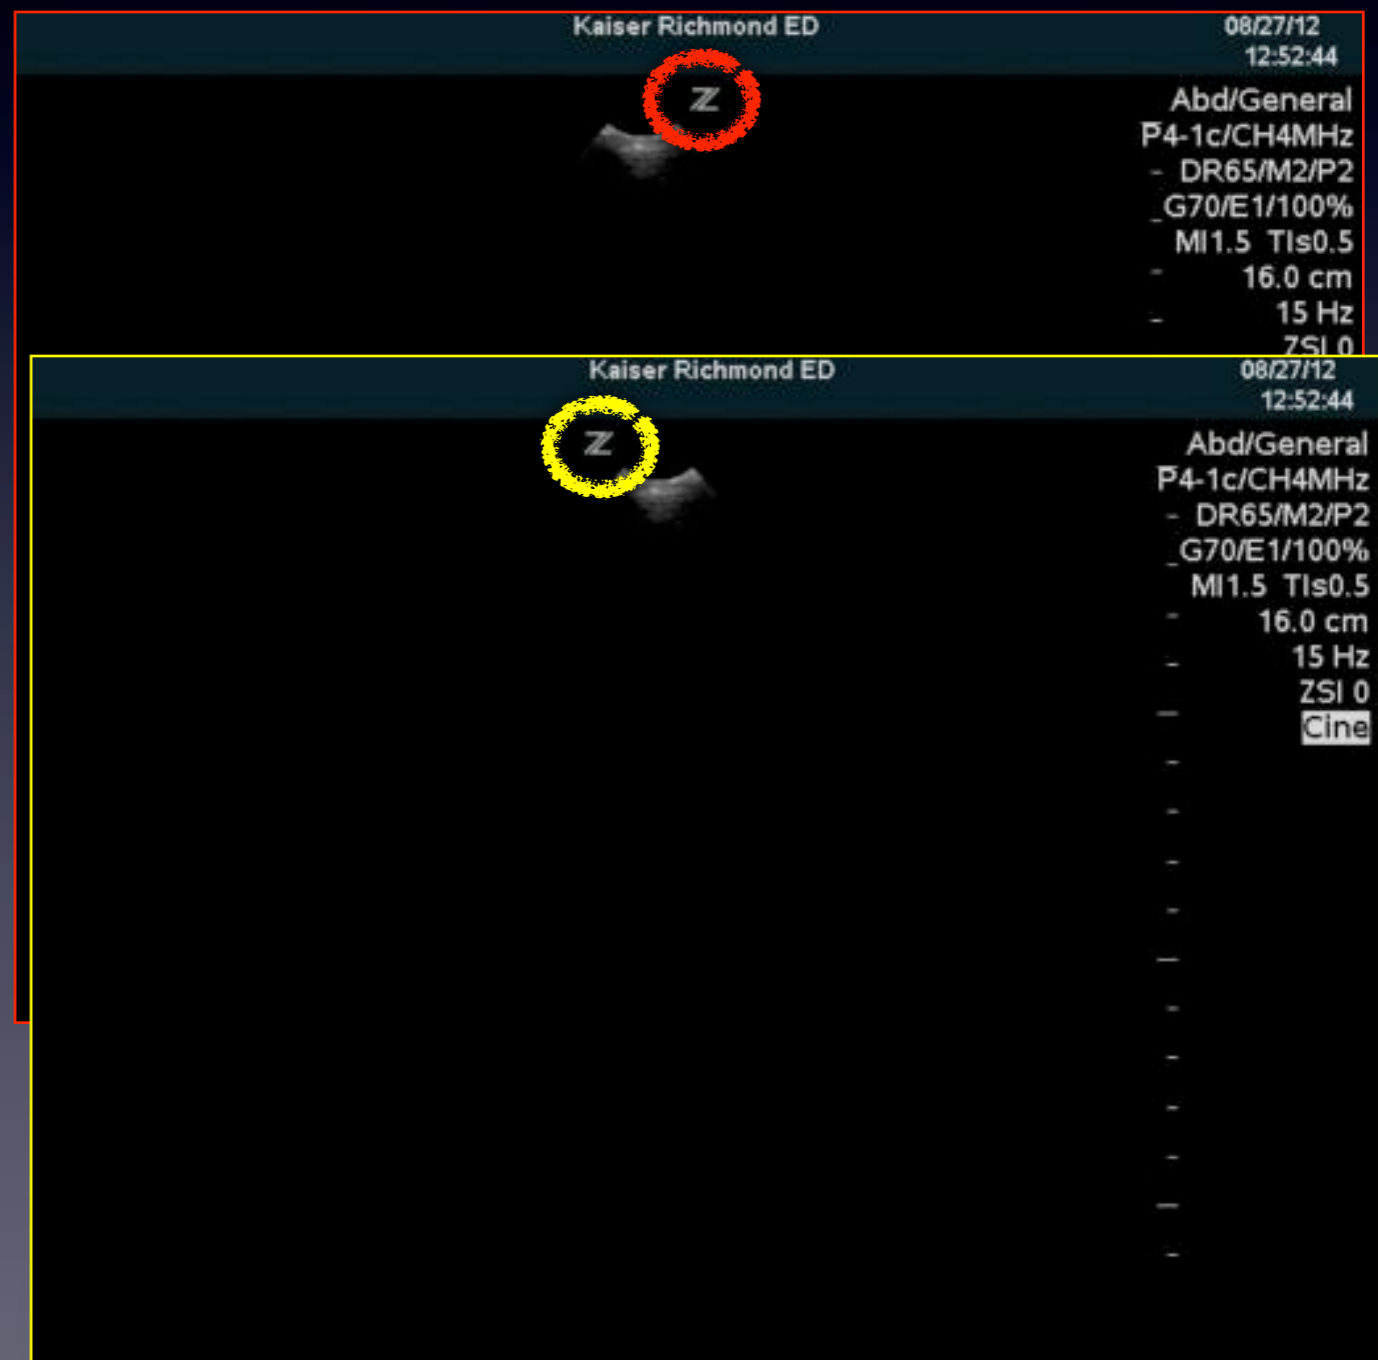 Kaiser Richmond ED
08/27/12
12:52:44
Z
Abd/General
P4-1c/CH4MHz
DR65/M2/P2
G70/E1/100%
MI1.5 TIs0.5
16.0 cm
15 Hz
ZSI 0
Kaiser Richmond ED
08/27/12
12:52:44
Z
Abd/General
P4-1c/CH4MHz
DR65/M2/P2
G70/E1/100%
MI1.5 TIs0.5
16.0 cm
15 Hz
ZSI 0
Cine